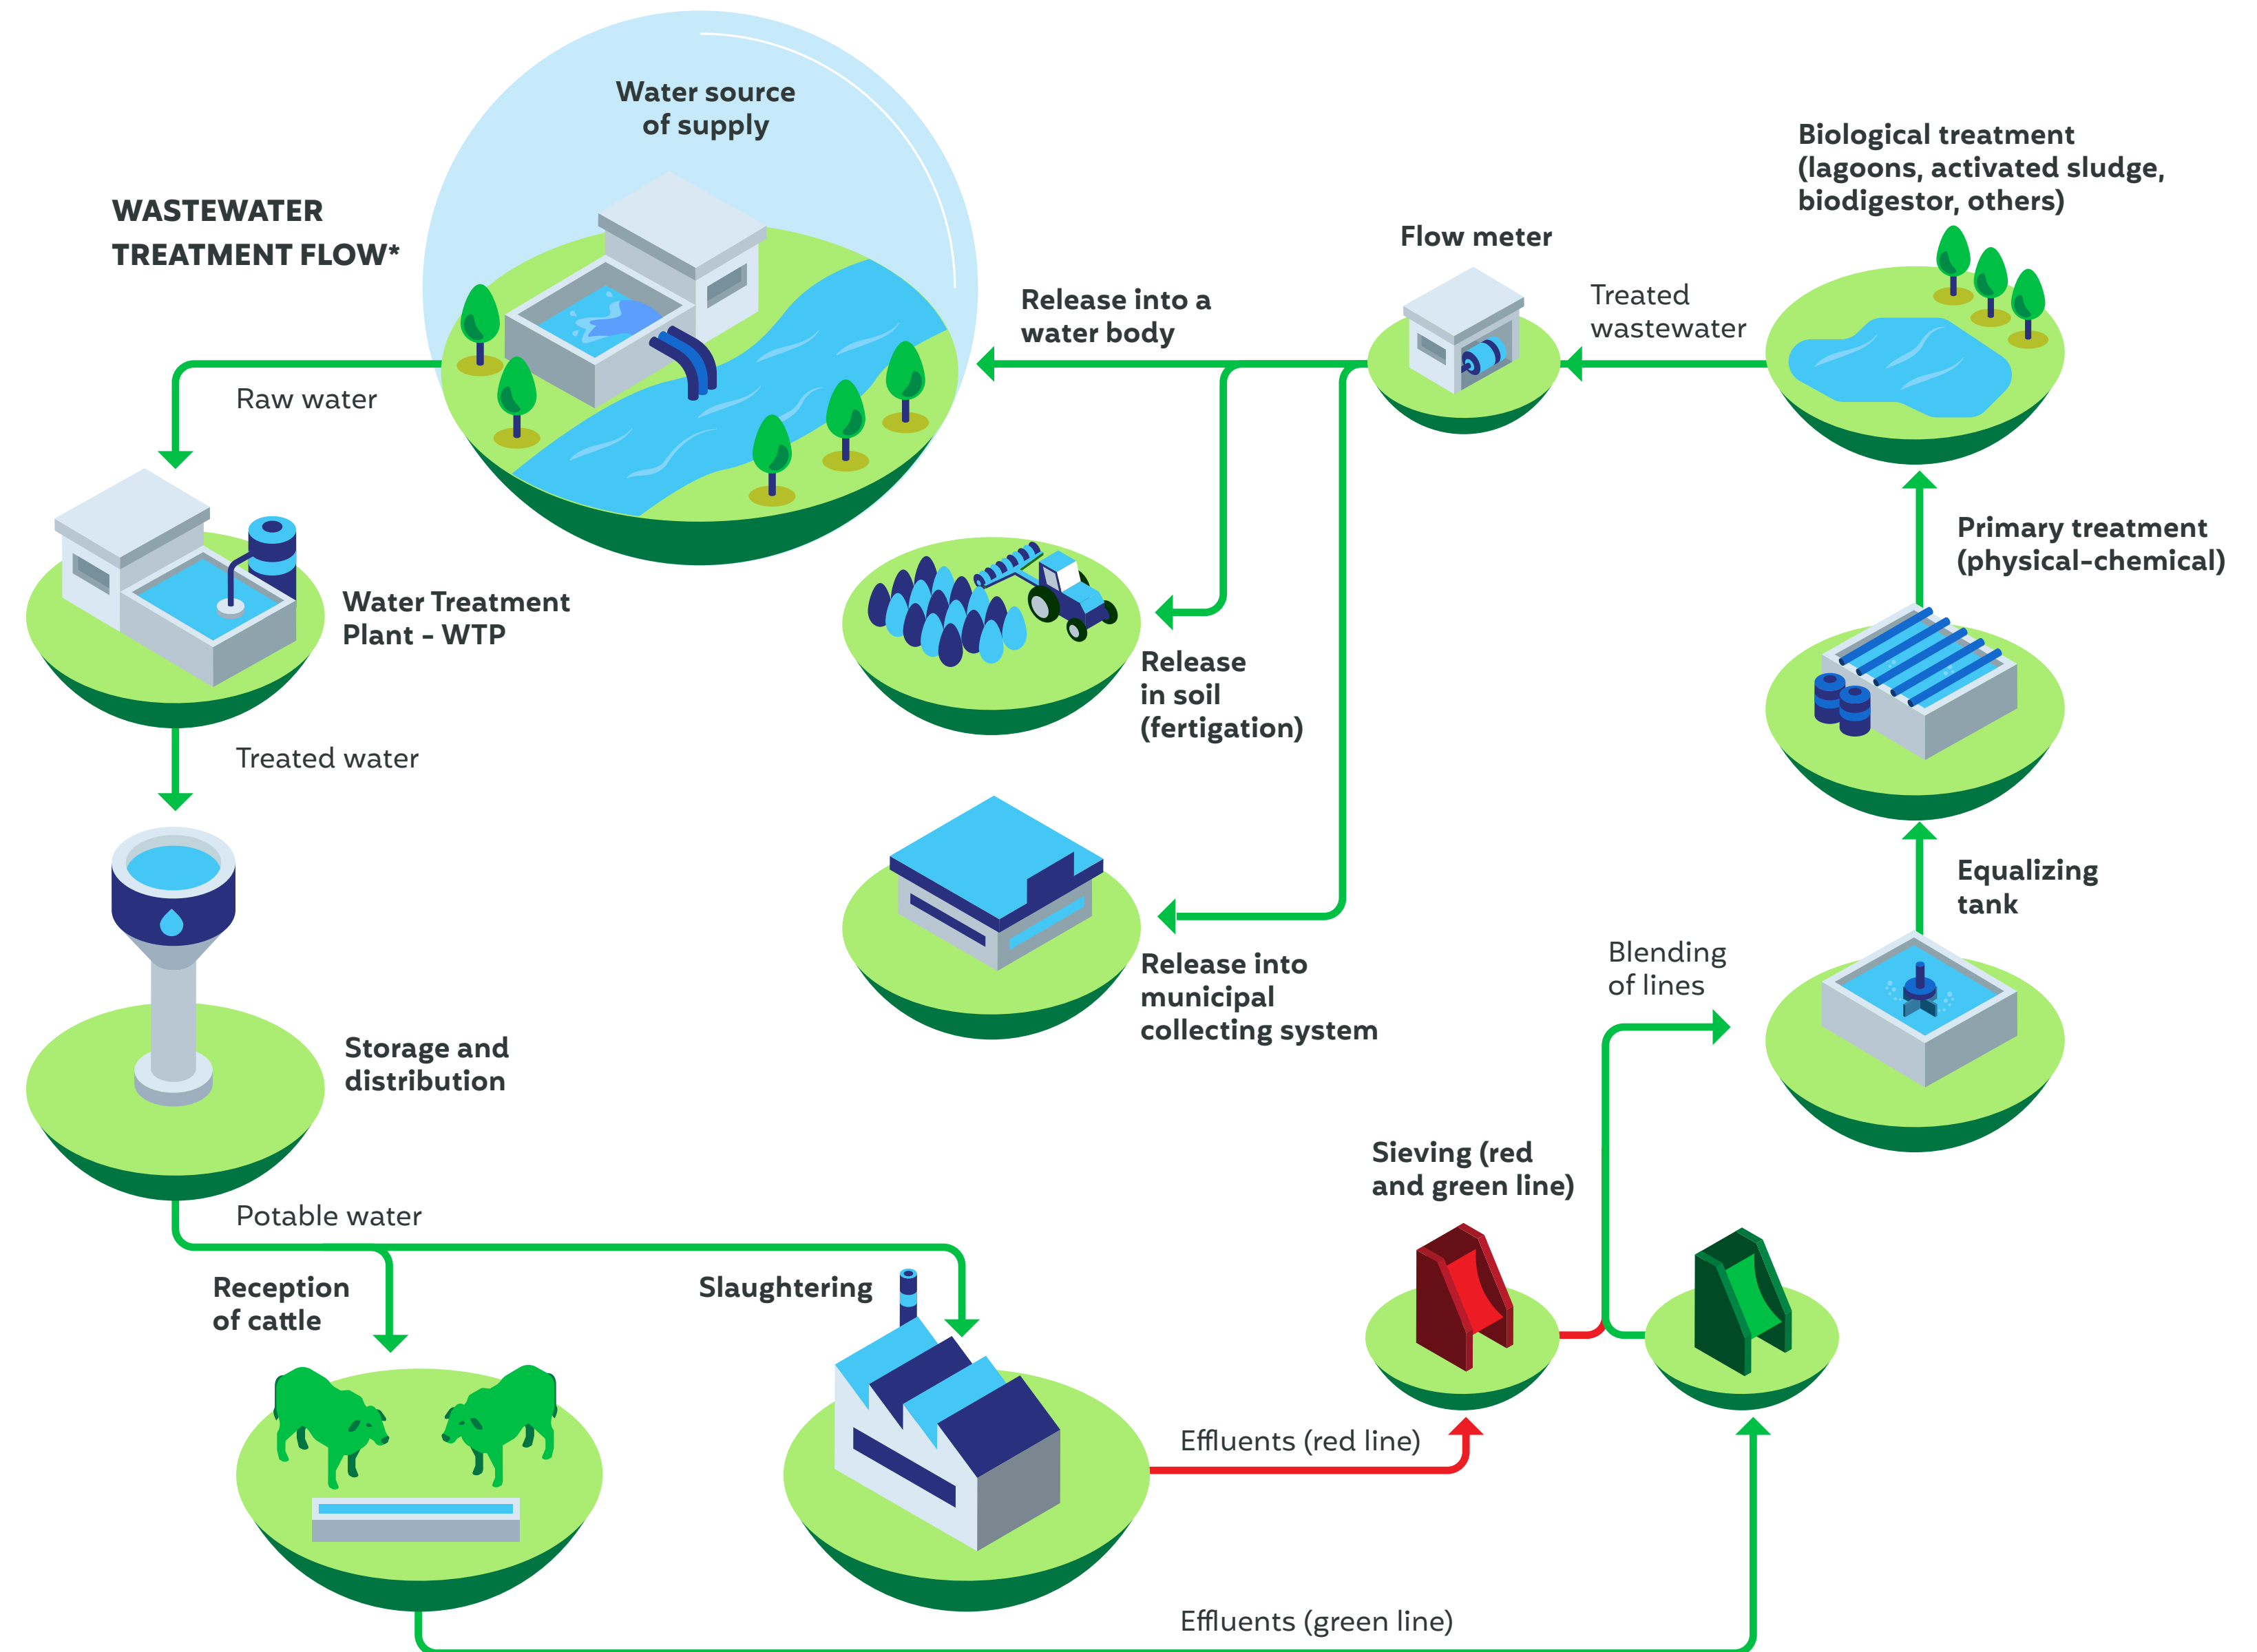 WASTEWATER
TREATMENT FLOW*
Water source
of supply
Raw water
Water Treatment
Plant - WTP
Treated water
Storage and
distribution
Potable water
Reception
of cattle
Slaughtering
Effluents (red line)
Effluents (green line)
Sieving (red
and green line)
Blending
of lines
Equalizing
tank
Primary treatment
(physical-chemical)
Biological treatment
(lagoons, activated sludge,
biodigestor, others)
Treated
wastewater
Flow meter
Release into a
water body
Release
in soil
(fertigation)
Release into
municipal
collecting system